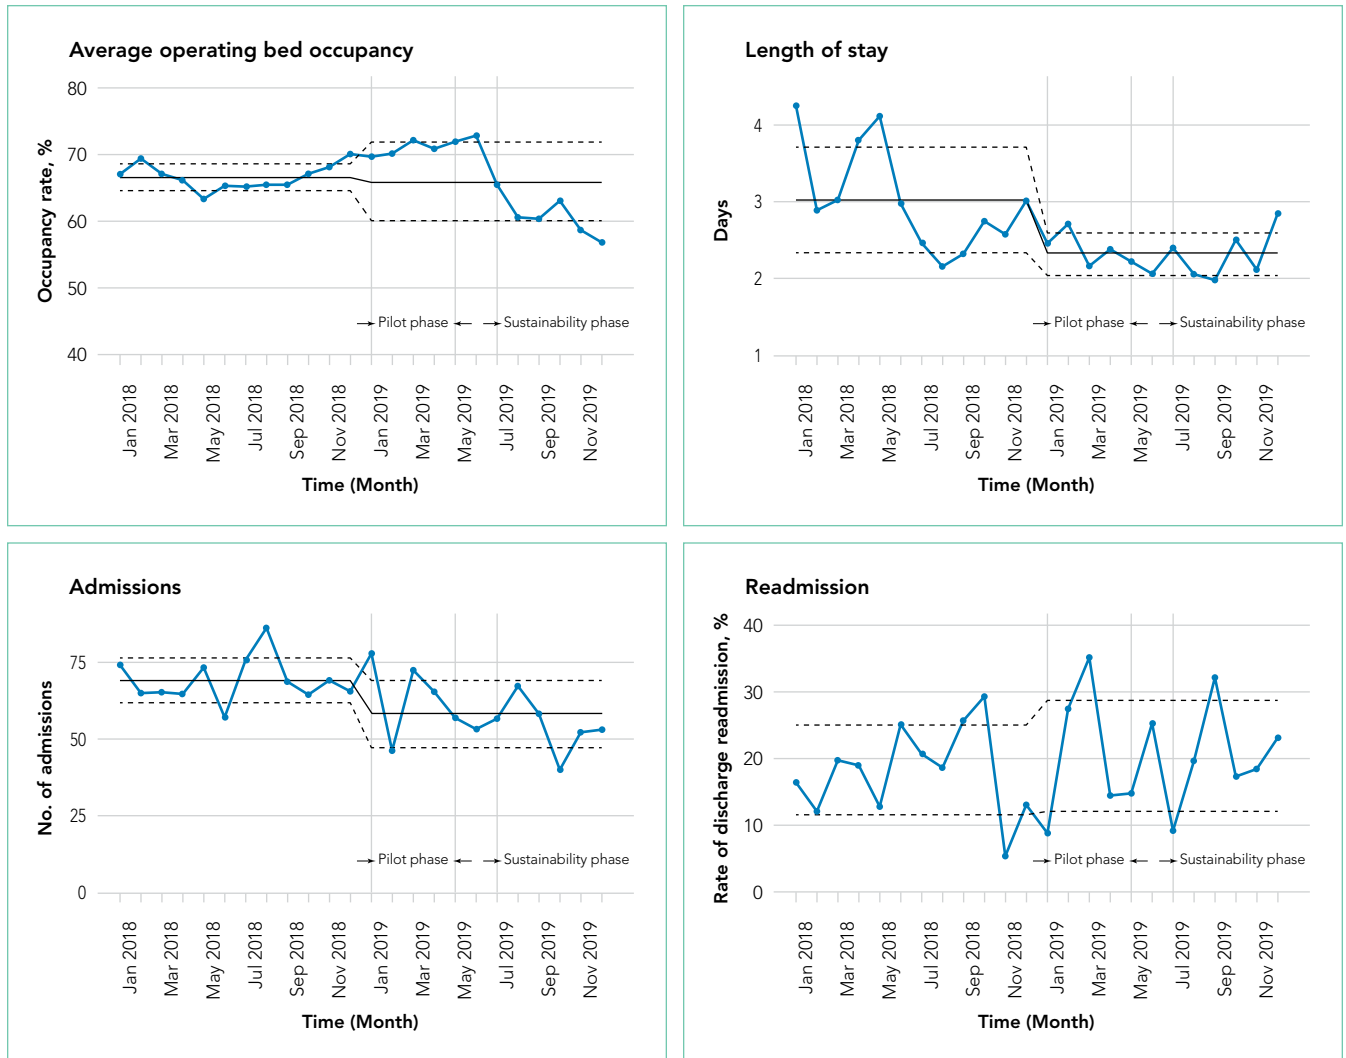 Average operating bed occupancy
Occupancy rate, %
80
70
60
50
40
Pilot phase
Sustainability phase
Jan 2018
Mar 2018
May 2018
Jul 2018
Sep 2018
Nov 2018
Jan 2019
Mar 2019
May 2019
Jul 2019
Sep 2019
Nov 2019
Time (Month)
Length of stay
Days
4
3
2
1
Pilot phase
Sustainability phase
Jan 2018
Mar 2018
May 2018
Jul 2018
Sep 2018
Nov 2018
Jan 2019
Mar 2019
May 2019
Jul 2019
Sep 2019
Nov 2019
Time (Month)
Admissions
No. of admissions
75
50
25
0
Pilot phase
Sustainability phase
Jan 2018
Mar 2018
May 2018
Jul 2018
Sep 2018
Nov 2018
Jan 2019
Mar 2019
May 2019
Jul 2019
Sep 2019
Nov 2019
Time (Month)
Readmission
Rate of discharge readmission, %
40
30
20
10
0
Pilot phase
Sustainability phase
Jan 2018
Mar 2018
May 2018
Jul 2018
Sep 2018
Nov 2018
Jan 2019
Mar 2019
May 2019
Jul 2019
Sep 2019
Nov 2019
Time (Month)